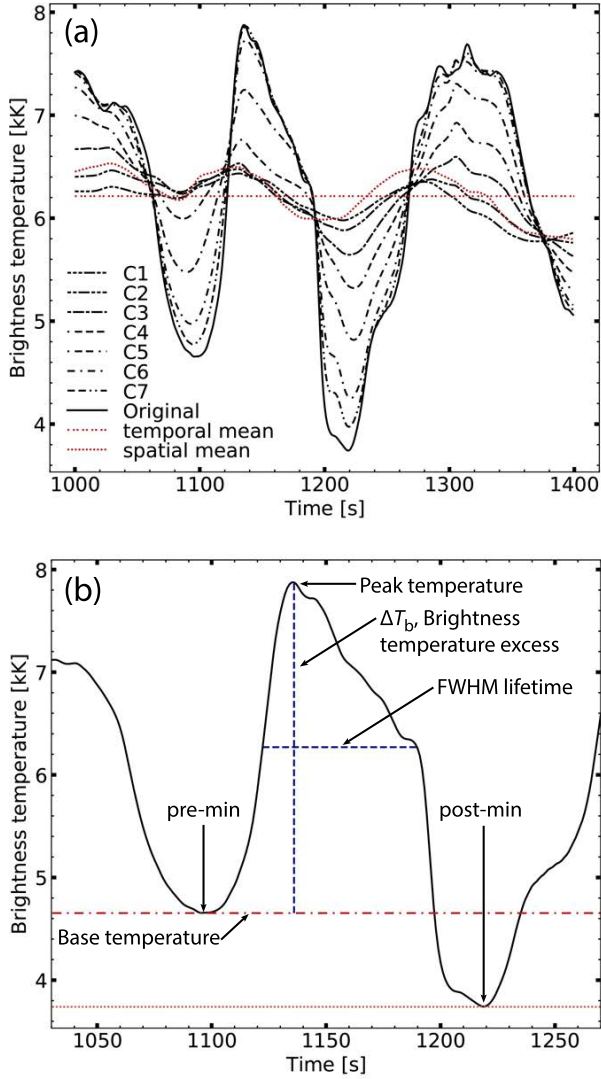 (a)
8
7
6
5
4
Brightness temperature [kK]
C1
C2
C3
C4
C5
C6
C7
Original
temporal mean
spatial mean
1000 1100 1200 1300 1400
Time [s]
(b)
8
7
6
5
4
Brightness temperature [kK]
Peak temperature
ΔT_b, Brightness
temperature excess
FWHM lifetime
pre-min
post-min
Base temperature
1050 1100 1150 1200 1250
Time [s]